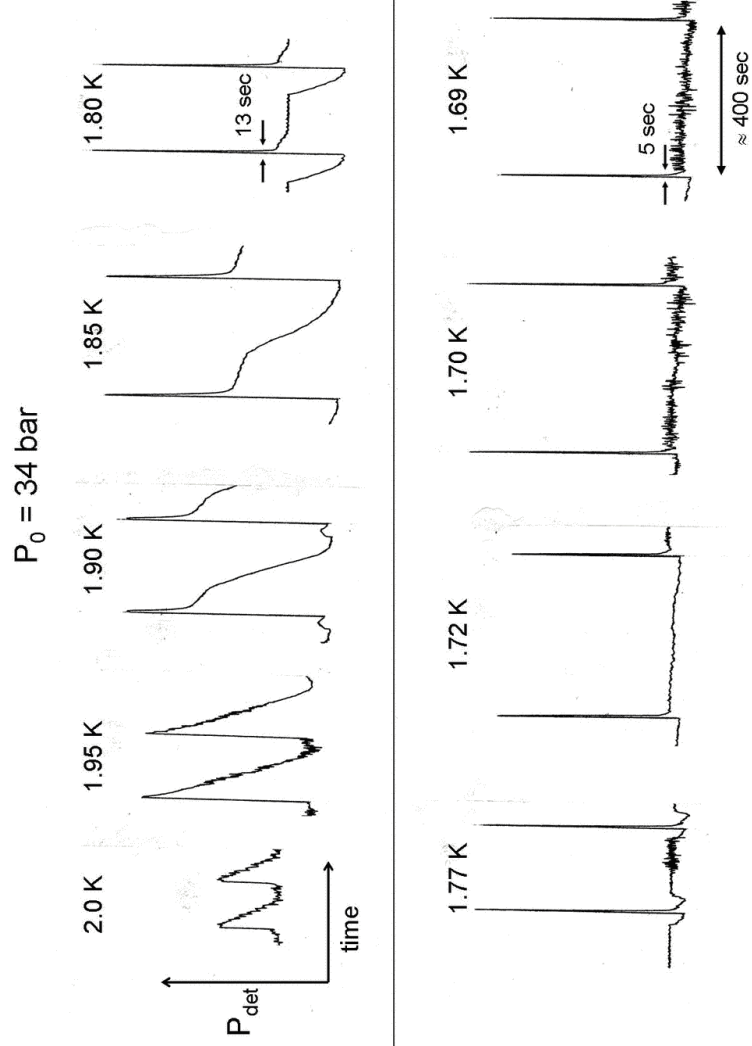 P0 = 34 bar
2.0 K
1.95 K
1.90 K
1.85 K
1.80 K
13 sec
Pdet
time
1.77 K
1.72 K
1.70 K
1.69 K
5 sec
≈ 400 sec